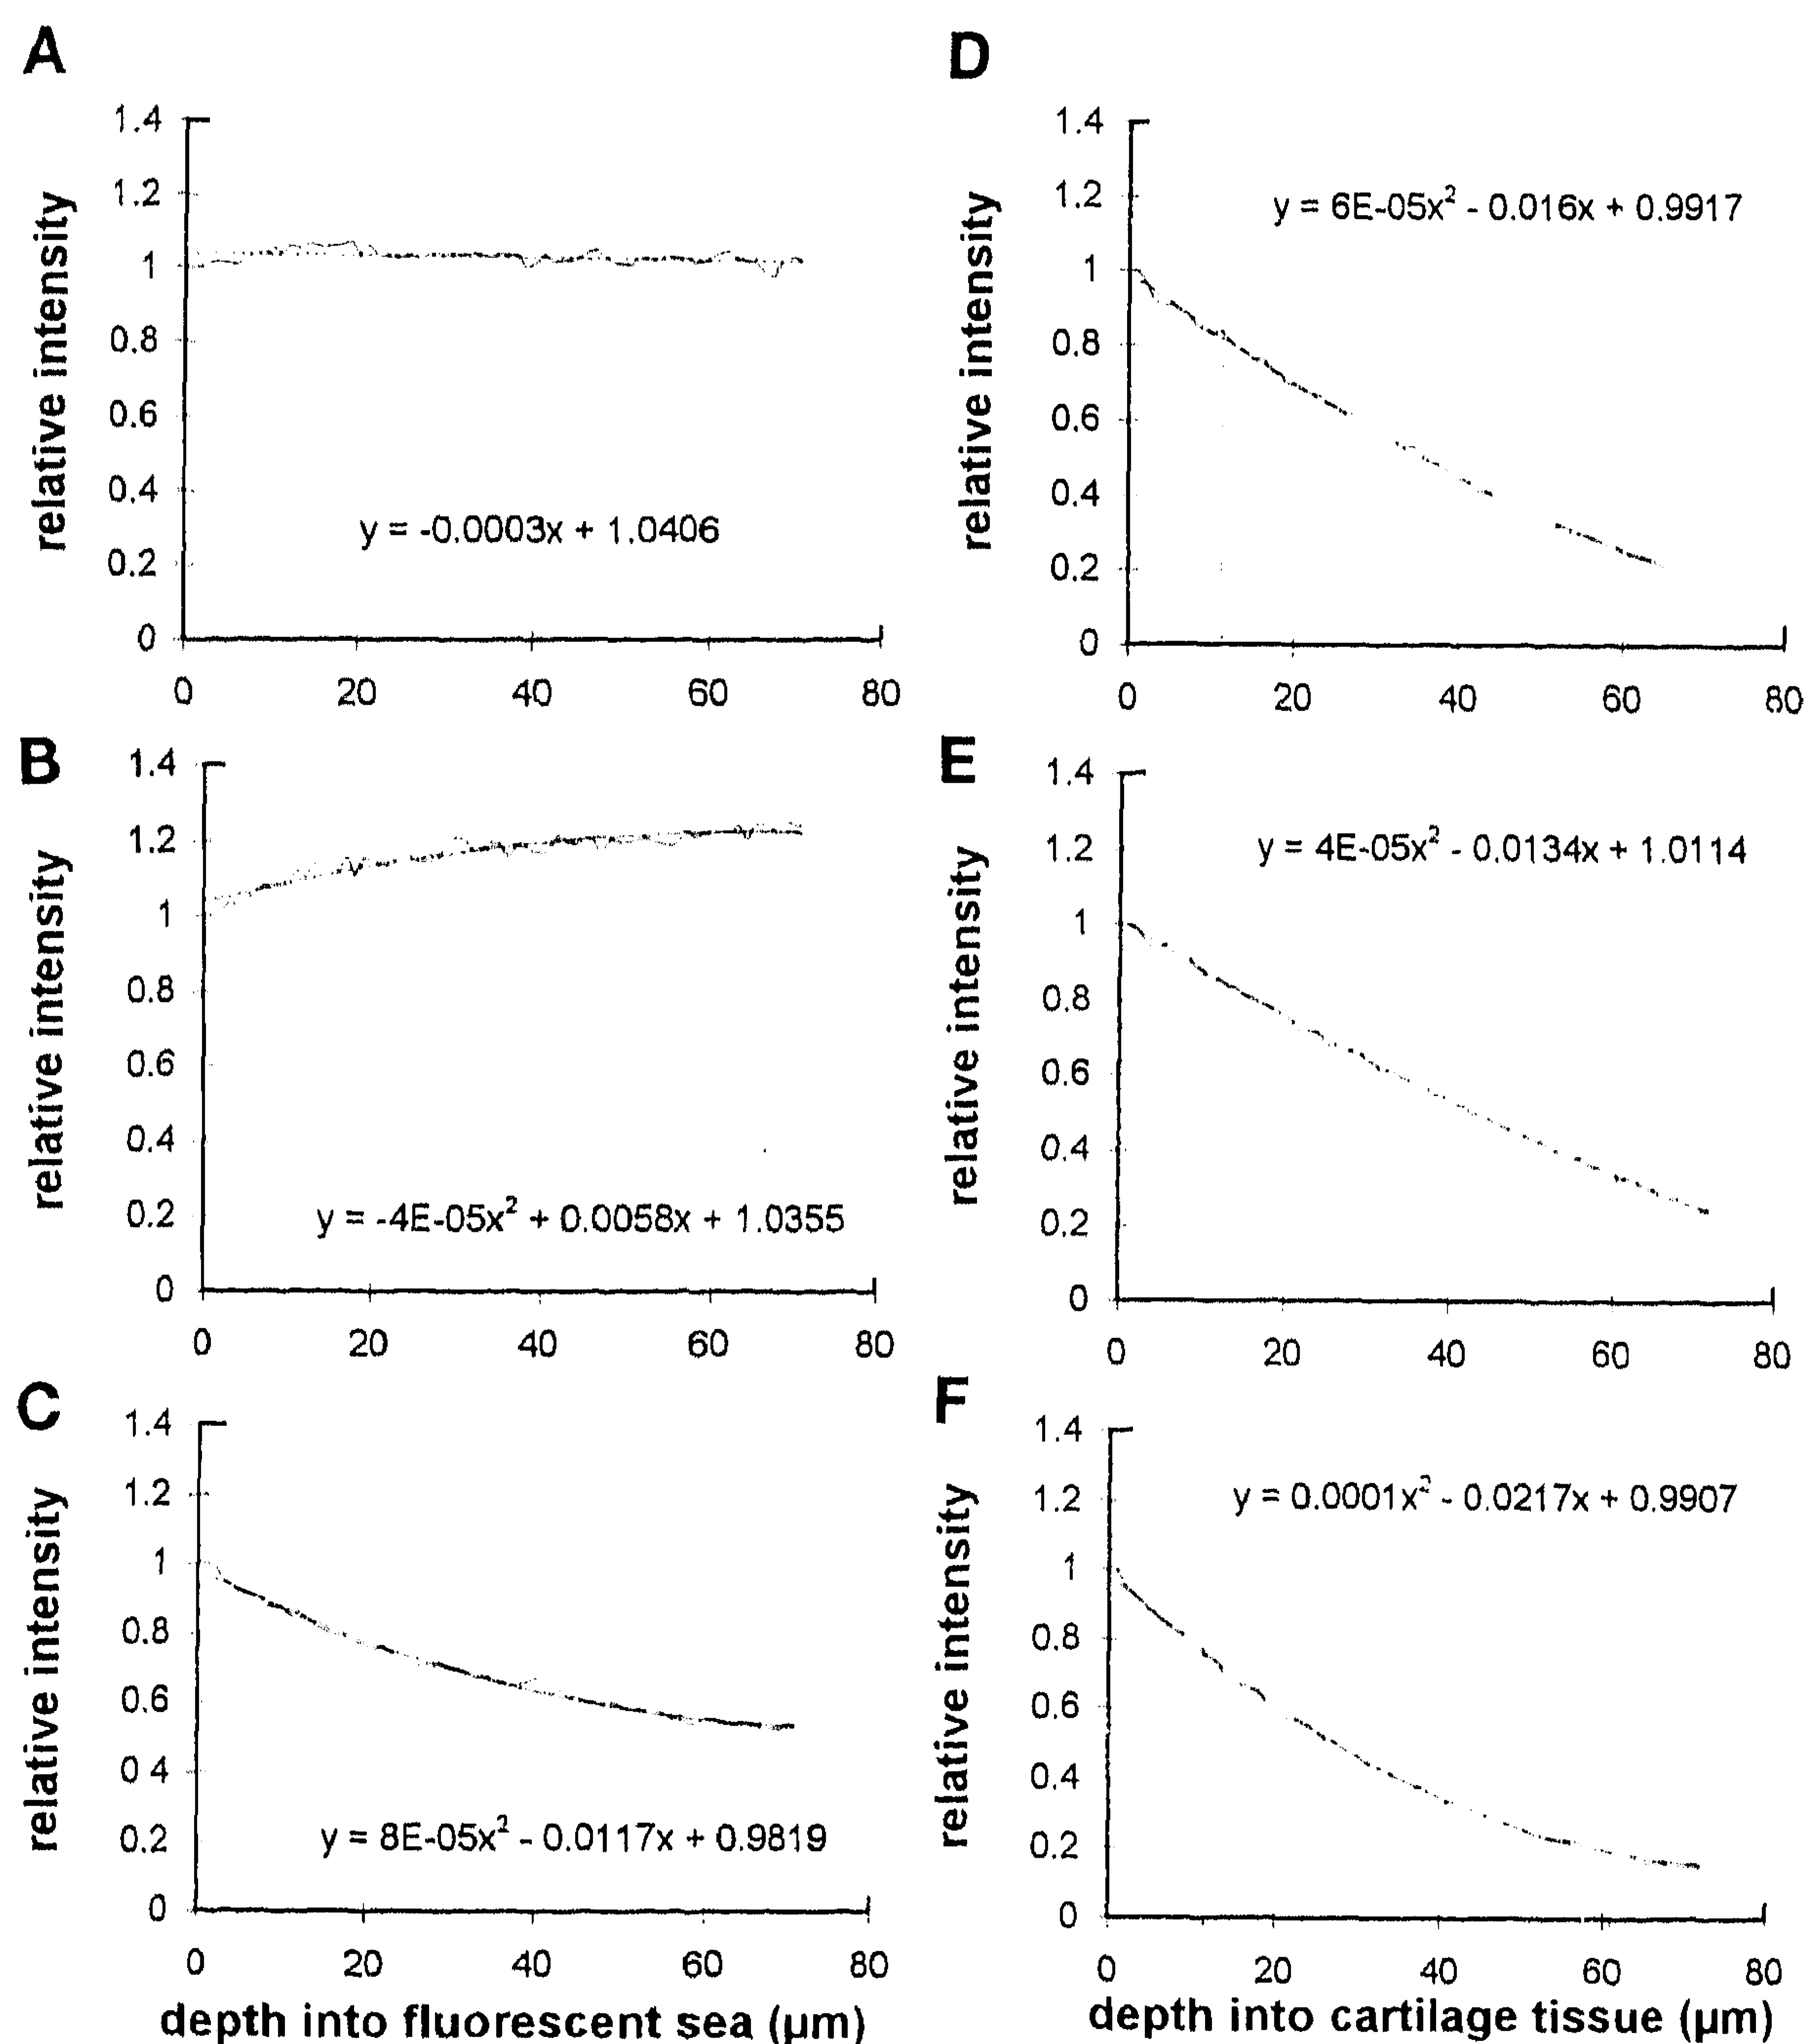 A
relative intensity
1.4
1.2
1
0.8
0.6
0.4
0.2
0
y = -0.0003x + 1.0406
0 20 40 60 80
B
relative intensity
1.4
1.2
1
0.8
0.6
0.4
0.2
0
y = -4E-05x² + 0.0058x + 1.0355
0 20 40 60 80
C
relative intensity
1.4
1.2
1
0.8
0.6
0 4
0.2
0
y = 8E-05x² - 0.0117x + 0.9819
0 20 40 60 80
depth into fluorescent sea (µm)
D
relative intensity
1.4
1.2
1
0.8
0.6
0.4
0.2
0
y = 6E-05x² - 0.016x + 0.9917
0 20 40 60 80
E
relative intensity
1.4
1.2
1
0.8
0.6
0.4
0.2
0
y = 4E-05x² - 0.0134x + 1.0114
0 20 40 60 80
F
relative intensity
1.4
1.2
1
0.8
0.6
0.4
0.2
0
y = 0.0001x² - 0.0217x + 0.9907
0 20 40 60 80
depth into cartilage tissue (µm)